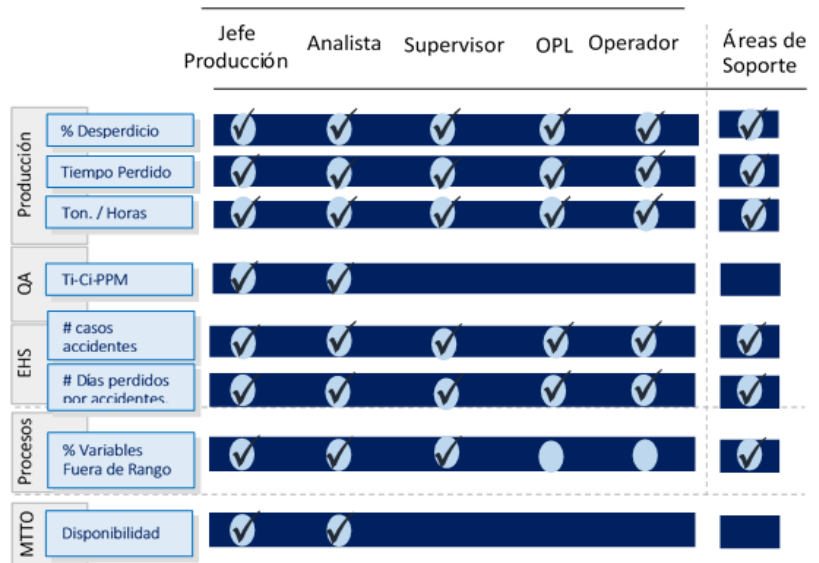 Jefe
Producción
Analista
Supervisor
OPL
Operador
Áreas de
Soporte
Producción
% Desperdicio
Tiempo Perdido
Ton. / Horas
QA
Ti-Ci-PPM
EHS
# casos
accidentes
# Días perdidos
por accidentes.
Procesos
% Variables
Fuera de Rango
MTTO
Disponibilidad